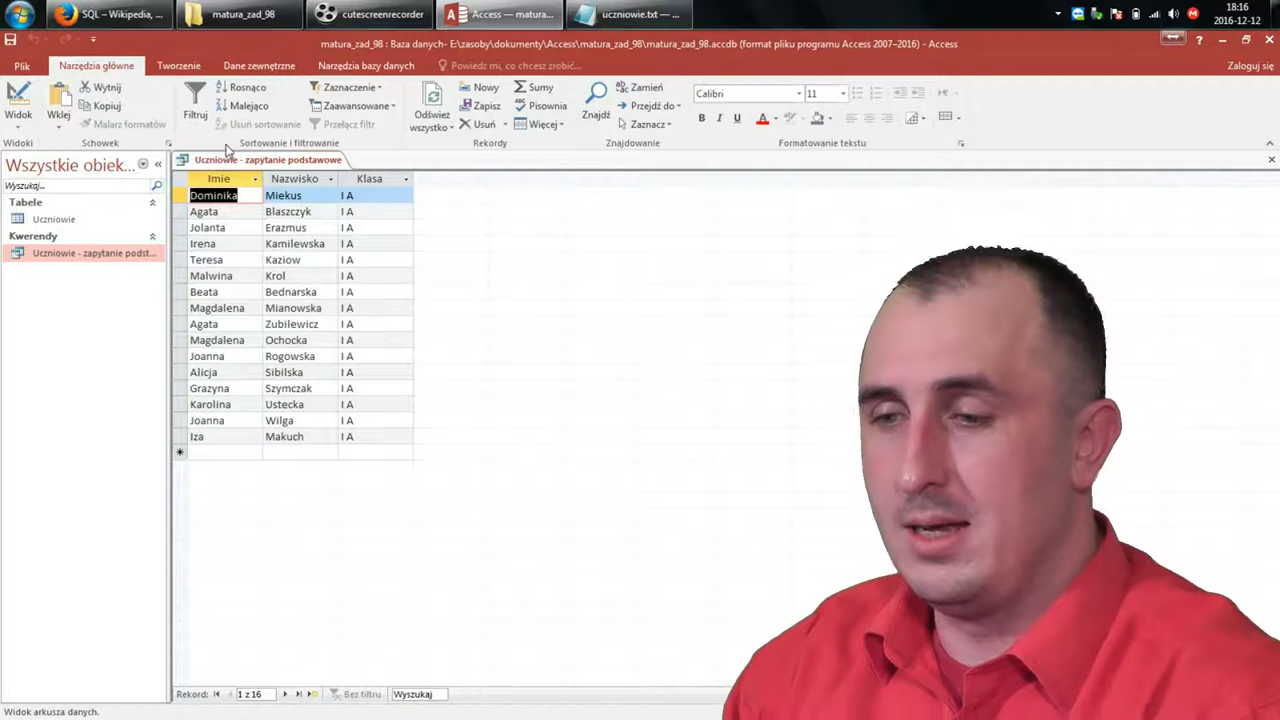 SQL – Wikipedia, ...
matura_zad_98
cutescreenrecorder
Access — matura...
uczniowie.txt — ...
18:16
2016-12-12
matura_zad_98 : Baza danych- E:\zasoby\dokumenty\Access\matura_zad_98\matura_zad_98.accdb (format pliku programu Access 2007–2016) - Access
Plik Narzędzia główne Tworzenie Dane zewnętrzne Narzędzia bazy danych Powiedz mi, co chcesz zrobić... Zaloguj się
Widok Wklej Wytnij Filtruj Rosnąco Zaznaczenie Odśwież wszystko Nowy Sumy Znajdź Zamień Calibri 11
Kopiuj Malejąco Zaawansowane Zapisz Pisownia Przejdź do
Malarz formatów Usuń sortowanie Przełącz filtr Usuń Więcej Zaznacz B I U A
Widoki Schowek Sortowanie i filtrowanie Rekordy Znajdowanie Formatowanie tekstu
Wszystkie obiek... «
Wyszukaj...
Tabele
Uczniowie
Kwerendy
Uczniowie - zapytanie podst...
Uczniowie - zapytanie podstawowe
Imie Nazwisko Klasa
Dominika Miekus I A
Agata Blaszczyk I A
Jolanta Erazmus I A
Irena Kamilewska I A
Teresa Kaziow I A
Malwina Krol I A
Beata Bednarska I A
Magdalena Mianowska I A
Agata Zubilewicz I A
Magdalena Ochocka I A
Joanna Rogowska I A
Alicja Sibilska I A
Grazyna Szymczak I A
Karolina Ustecka I A
Joanna Wilga I A
Iza Makuch I A
Rekord: 1 z 16 Bez filtru Wyszukaj
Widok arkusza danych.